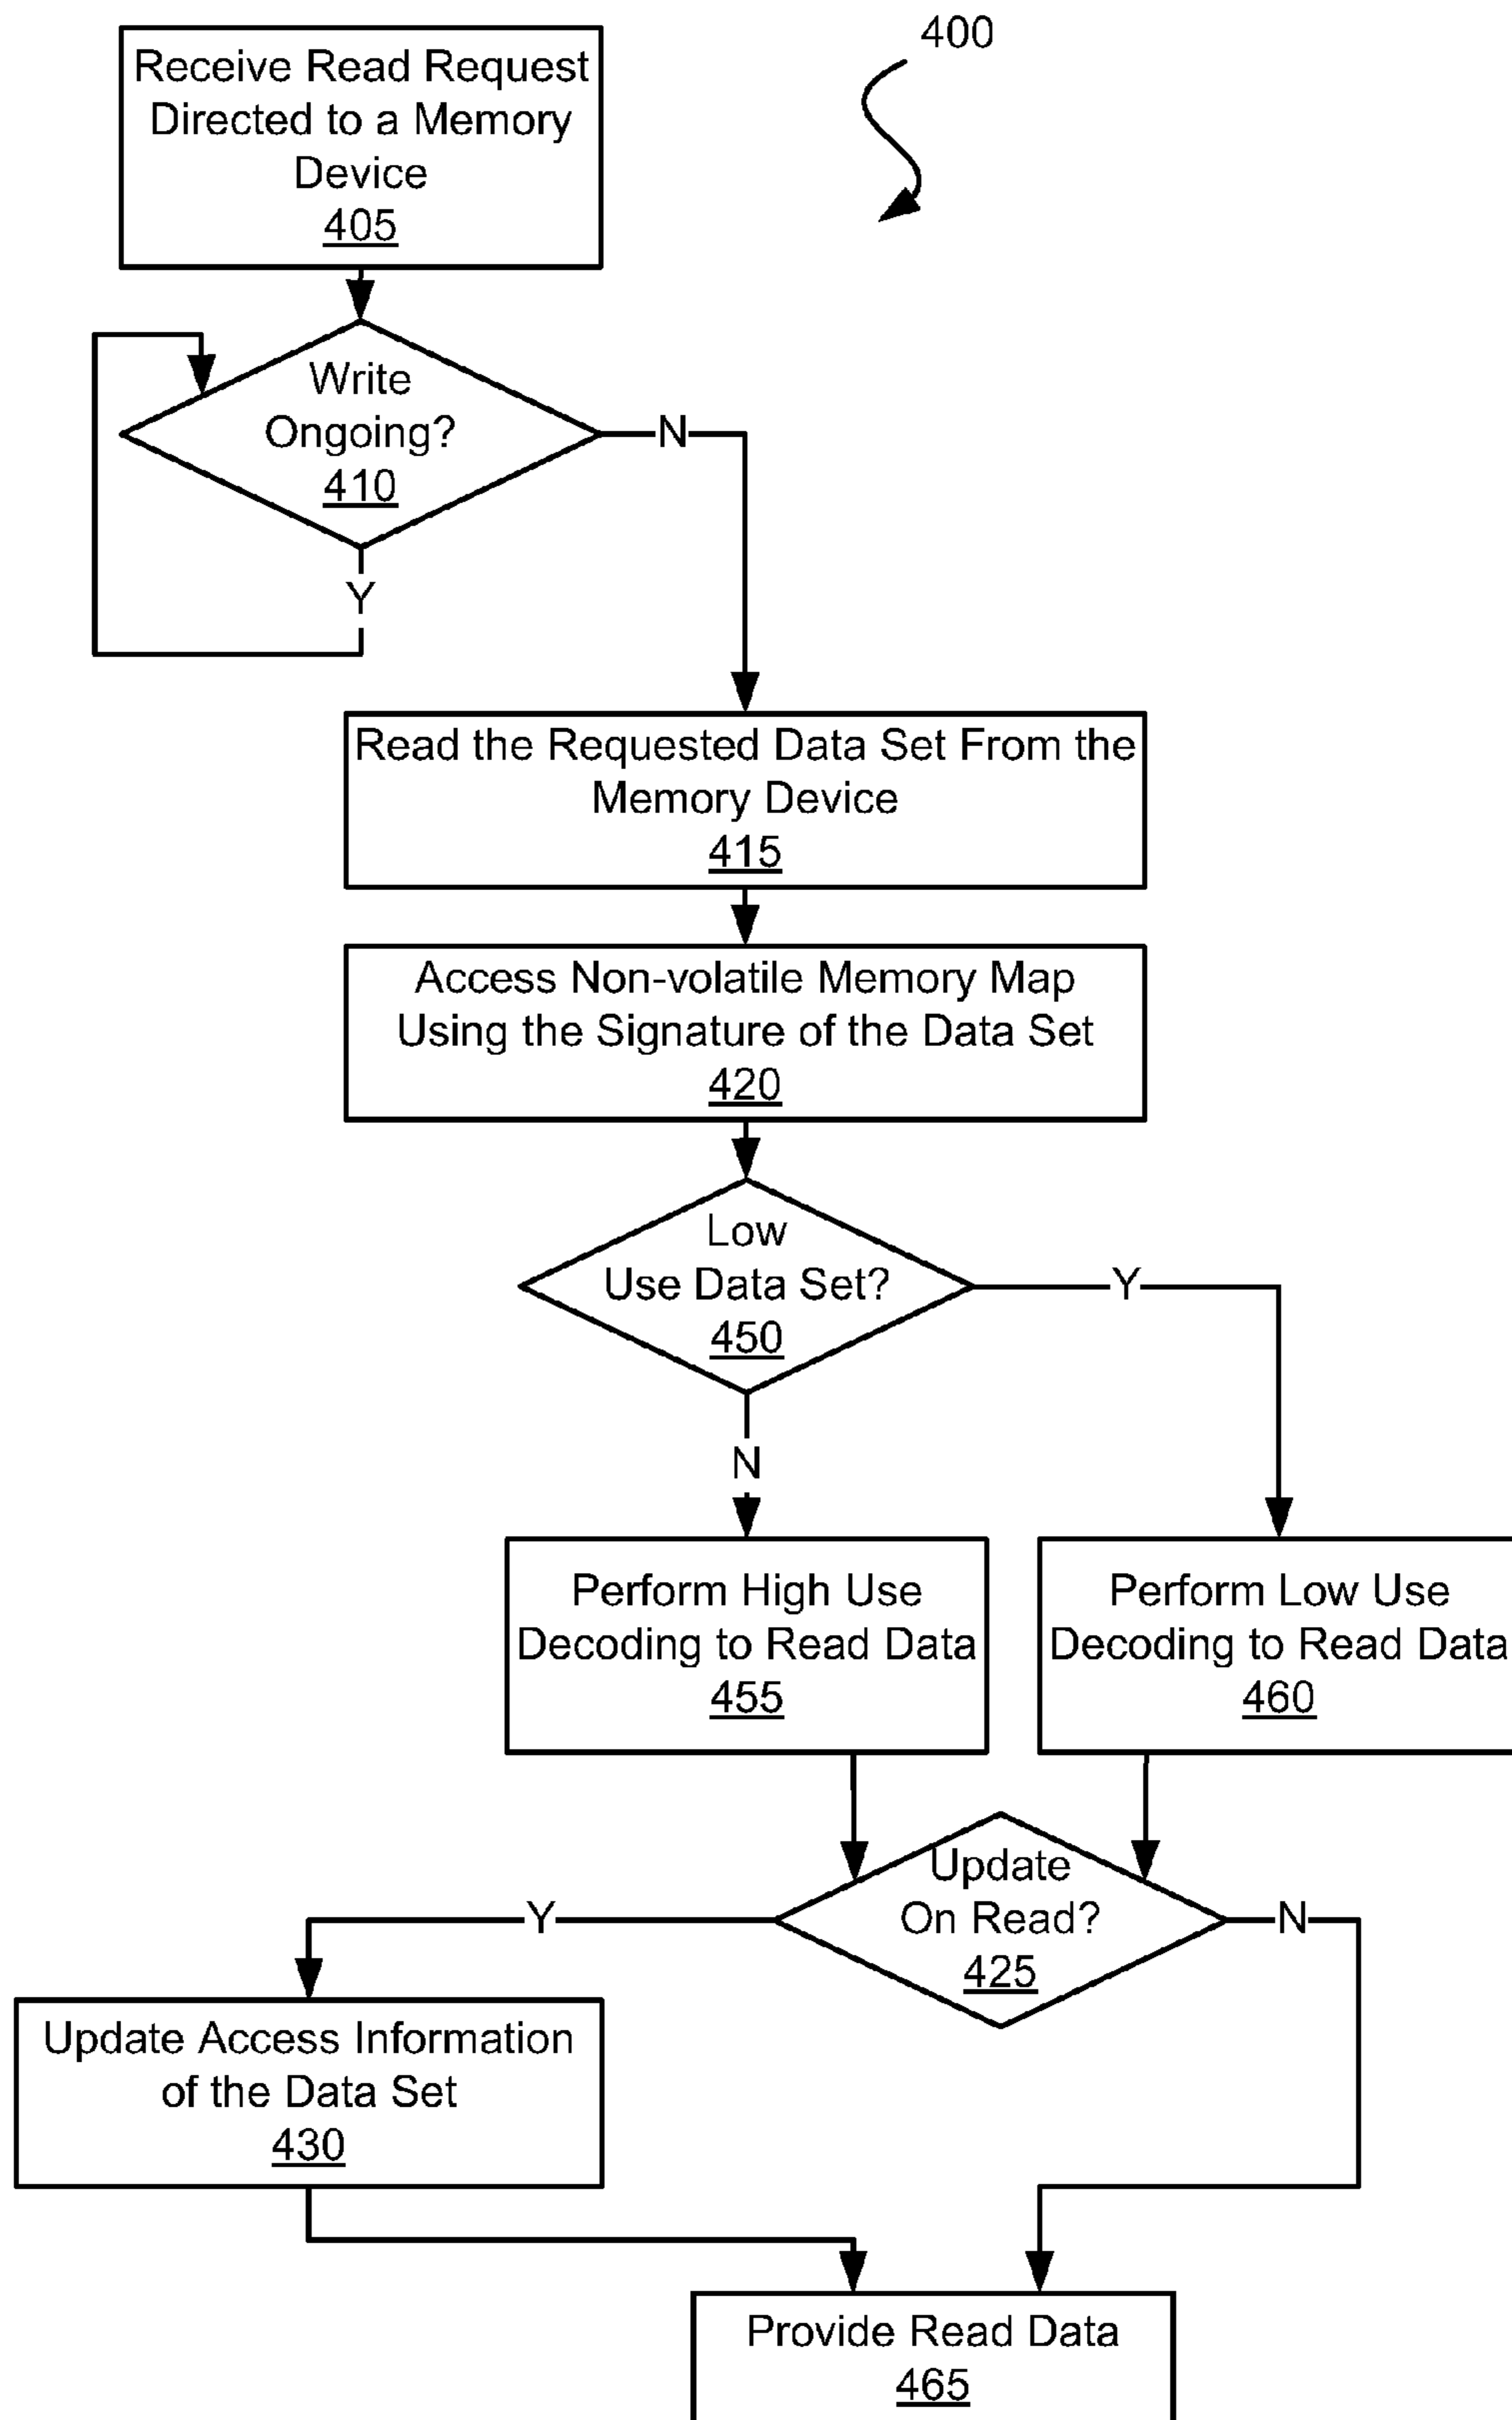 400
Receive Read Request
Directed to a Memory
Device
405
Write
Ongoing?
410
N
Y
Read the Requested Data Set From the
Memory Device
415
Access Non-volatile Memory Map
Using the Signature of the Data Set
420
Low
Use Data Set?
450
Y
N
Perform High Use
Decoding to Read Data
455
Perform Low Use
Decoding to Read Data
460
Update
On Read?
425
Y
N
Update Access Information
of the Data Set
430
Provide Read Data
465